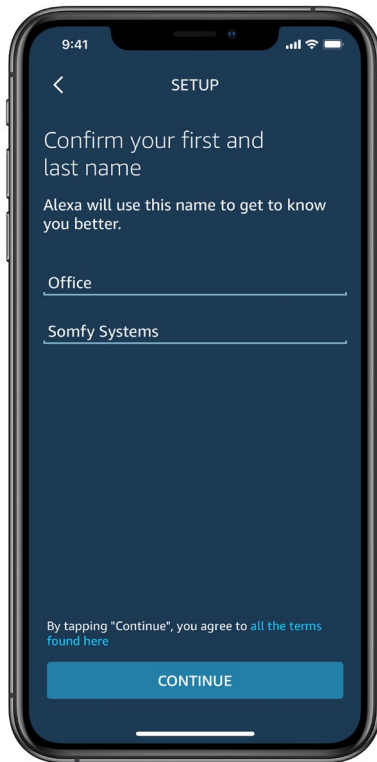 9:41
SETUP
Confirm your first and
last name
Alexa will use this name to get to know
you better.
Office
Somfy Systems
By tapping "Continue", you agree to all the terms
found here
CONTINUE